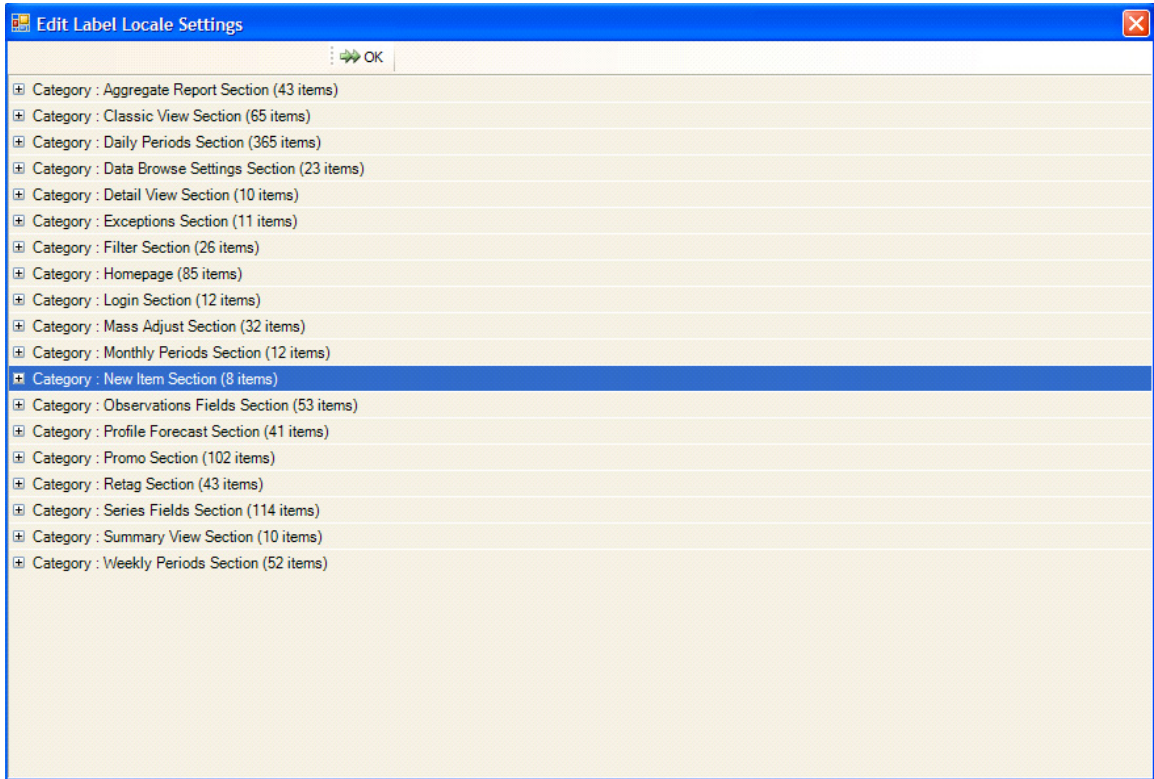 Edit Label Locale Settings
OK
Category : Aggregate Report Section (43 items)
Category : Classic View Section (65 items)
Category : Daily Periods Section (365 items)
Category : Data Browse Settings Section (23 items)
Category : Detail View Section (10 items)
Category : Exceptions Section (11 items)
Category : Filter Section (26 items)
Category : Homepage (85 items)
Category : Login Section (12 items)
Category : Mass Adjust Section (32 items)
Category : Monthly Periods Section (12 items)
Category : New Item Section (8 items)
Category : Observations Fields Section (53 items)
Category : Profile Forecast Section (41 items)
Category : Promo Section (102 items)
Category : Retag Section (43 items)
Category : Series Fields Section (114 items)
Category : Summary View Section (10 items)
Category : Weekly Periods Section (52 items)